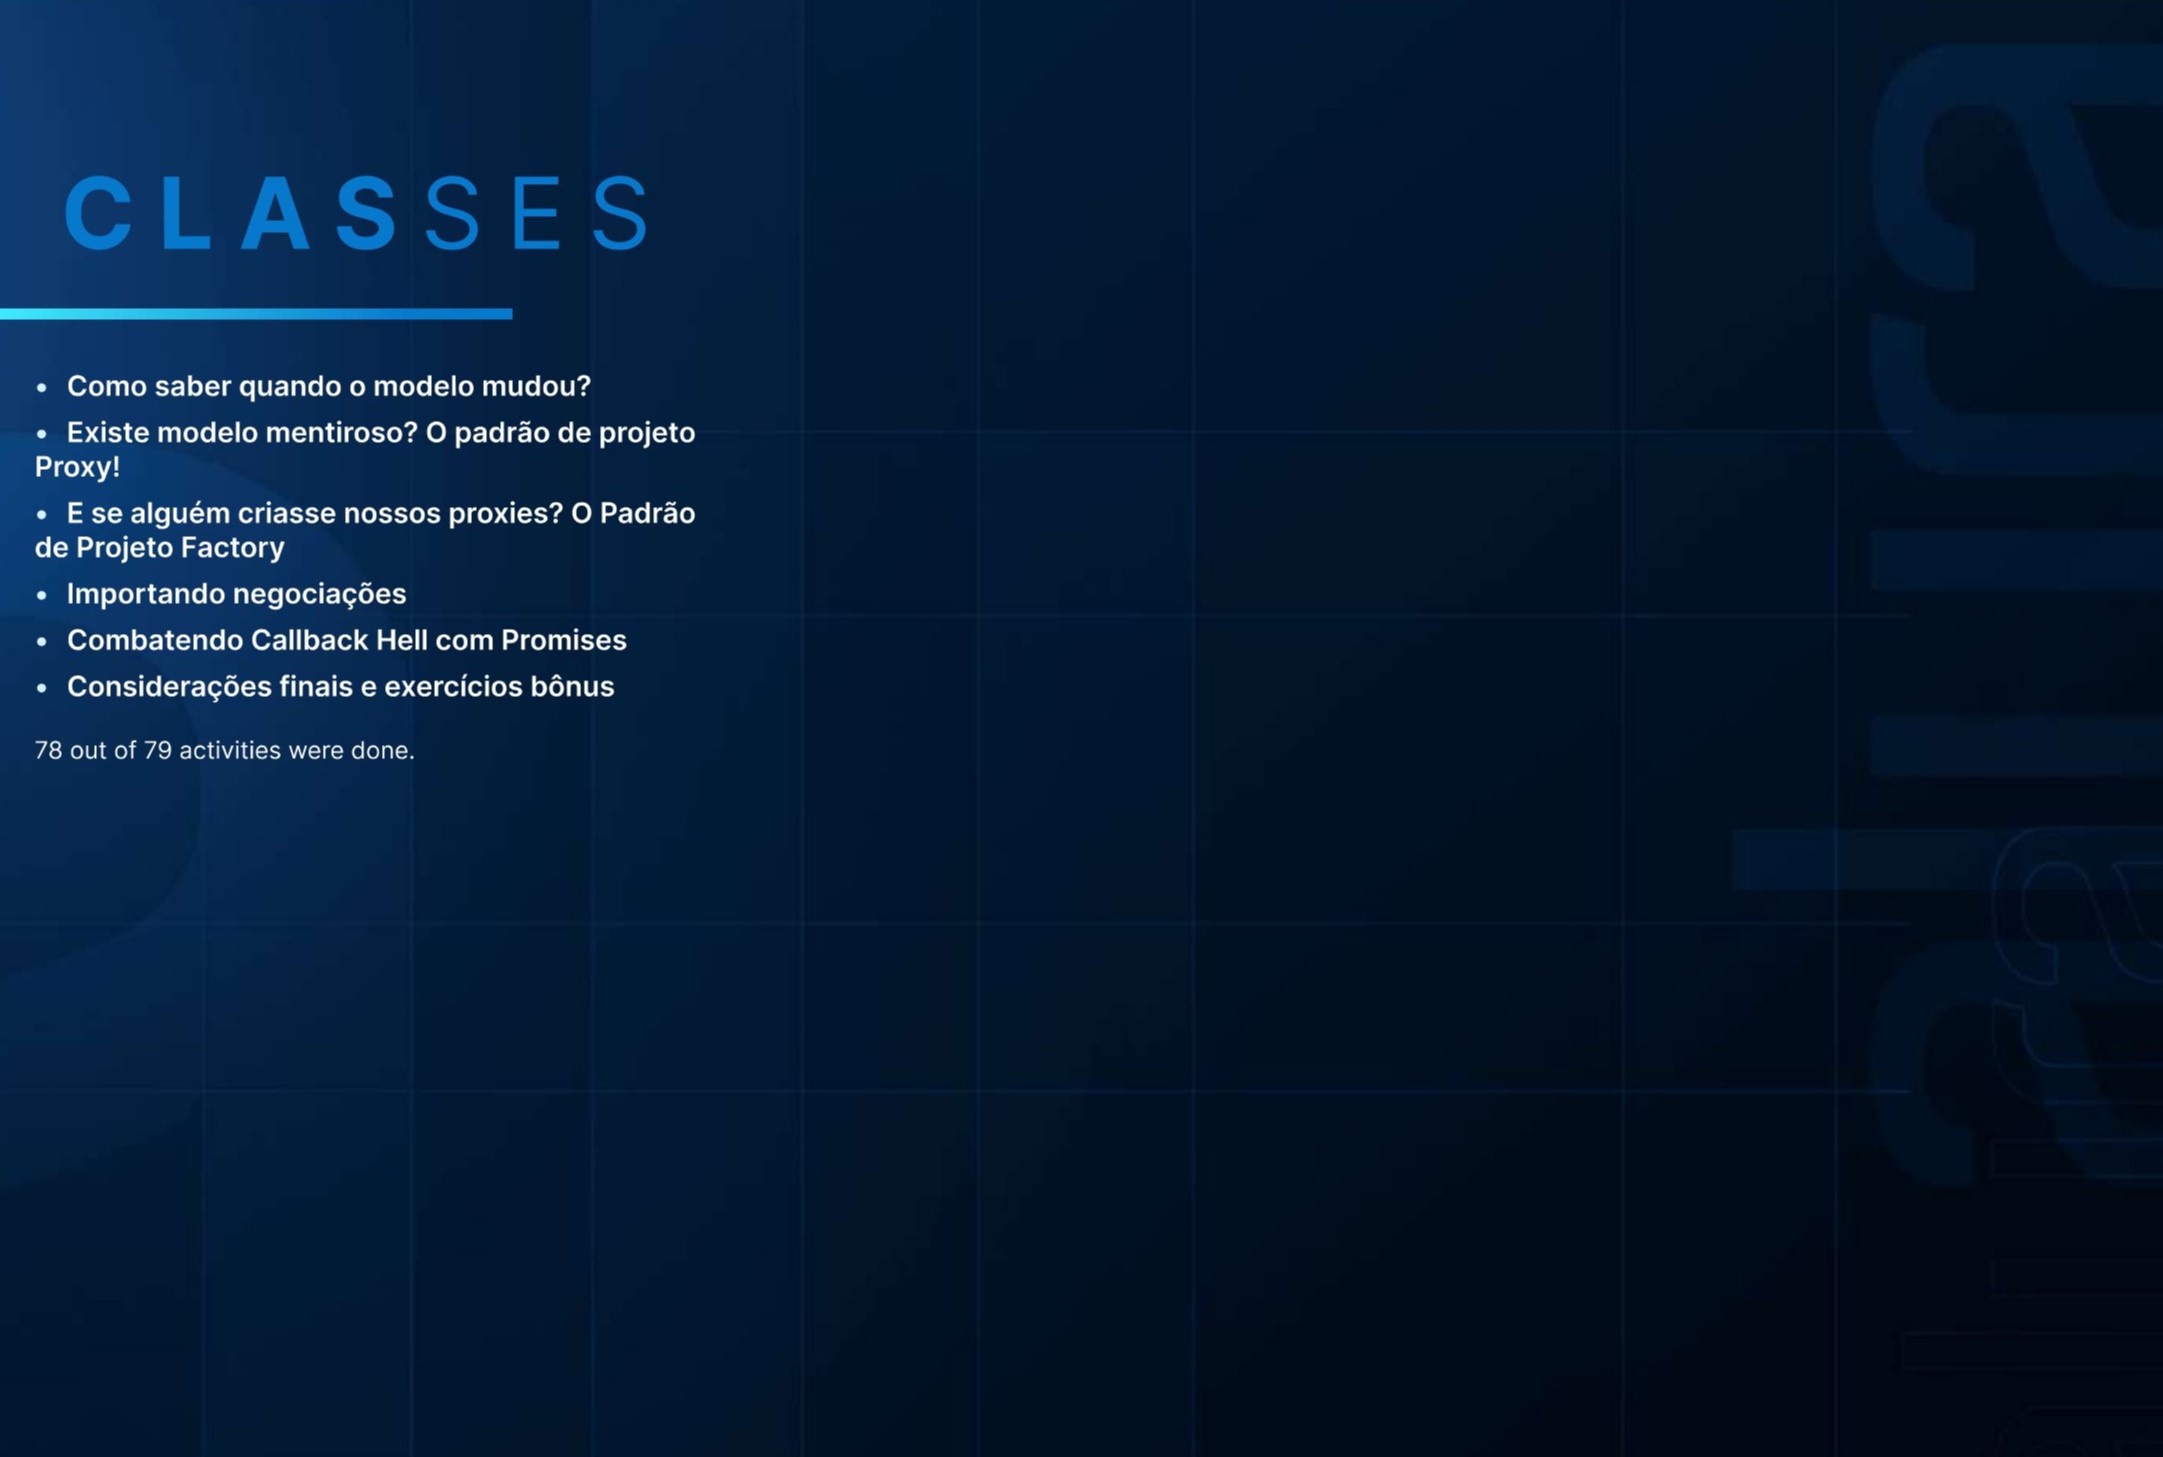 CLASSES
• Como saber quando o modelo mudou?
• Existe modelo mentiroso? O padrão de projeto
Proxy!
• E se alguém criasse nossos proxies? O Padrão
de Projeto Factory
• Importando negociações
• Combatendo Callback Hell com Promises
• Considerações finais e exercícios bônus
78 out of 79 activities were done.